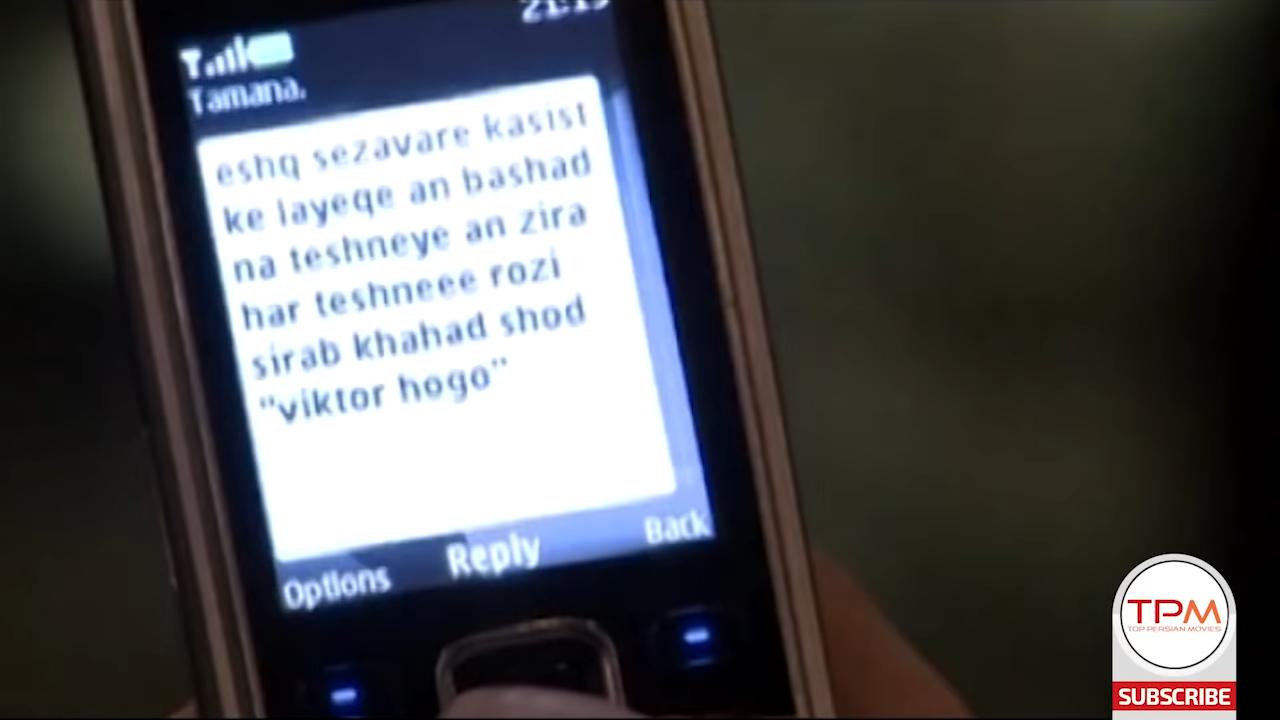 Tamana.
eshq sezavare kasist
ke layeqe an bashad
na teshneye an zira
har teshneee rozi
sirab khahad shod
"viktor hogo"
Options Reply Back
TPM
TOP PERSIAN MOVIES
SUBSCRIBE